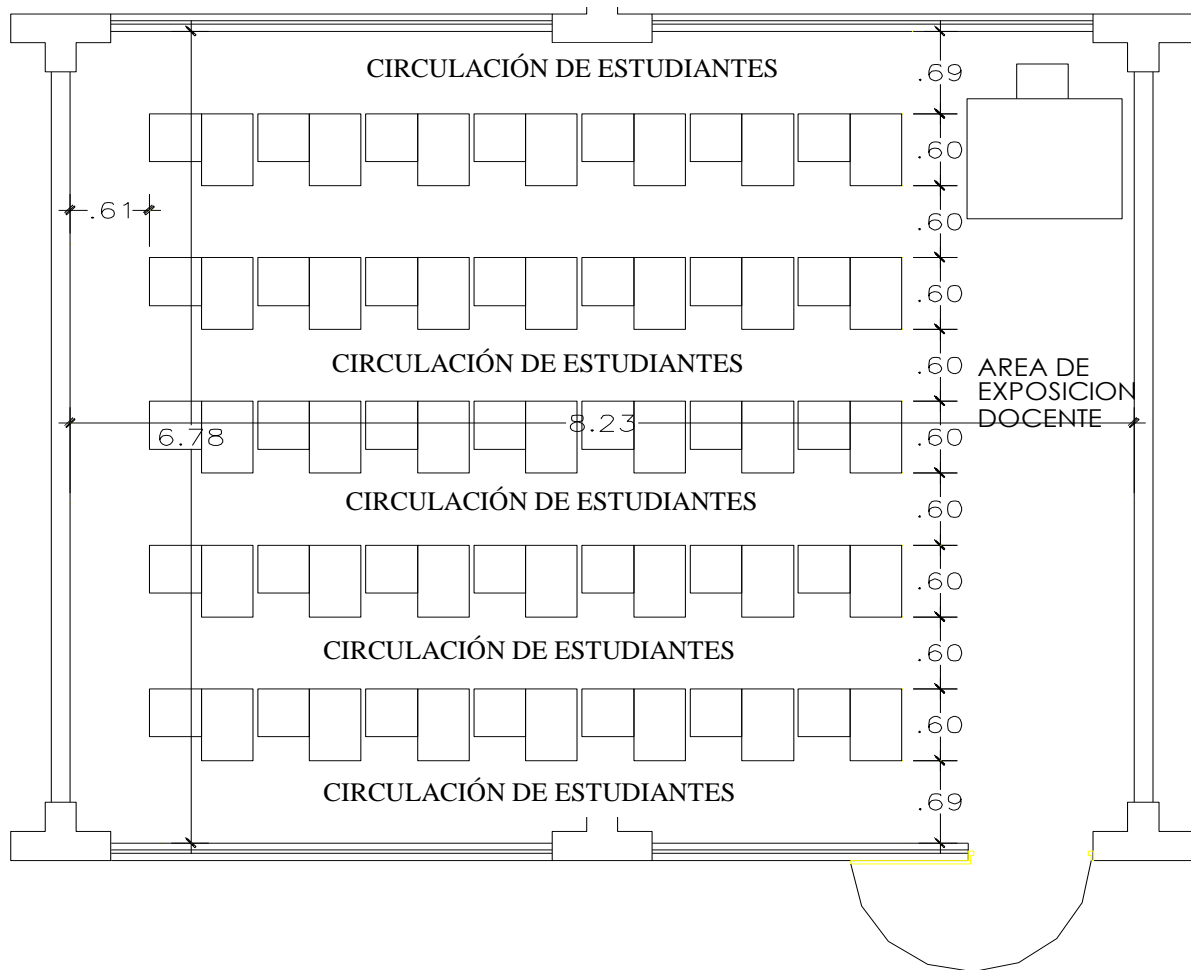 CIRCULACIÓN DE ESTUDIANTES
.69
.60
.61
.60
.60
CIRCULACIÓN DE ESTUDIANTES
.60
AREA DE
EXPOSICION
DOCENTE
6.78
8.23
.60
CIRCULACIÓN DE ESTUDIANTES
.60
.60
CIRCULACIÓN DE ESTUDIANTES
.60
.60
CIRCULACIÓN DE ESTUDIANTES
.69